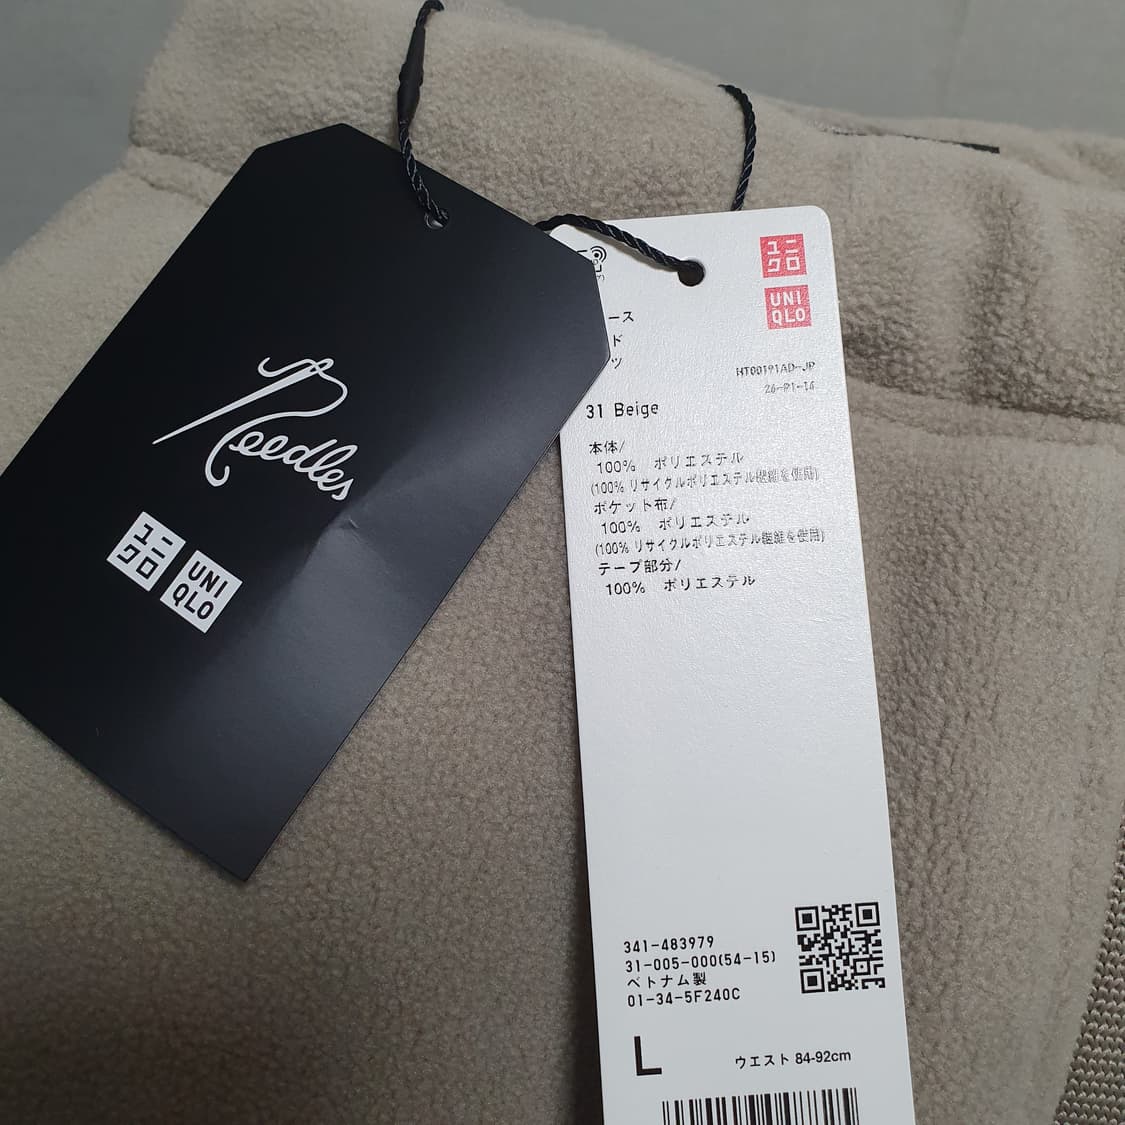 Needles
ユニ
クロ
UNI
QLO
ユニ
クロ
UNI
QLO
ース
ド
ツ
HT00191AD-JP
31 Beige
本体/
100% ポリエステル
(100% リサイクルポリエステル繊維を使用)
ポケット布/
100% ポリエステル
(100% リサイクルポリエステル繊維を使用)
テープ部分/
100% ポリエステル
341-483979
31-005-000(54-15)
ベトナム製
01-34-5F240C
L
ウエスト 84-92cm